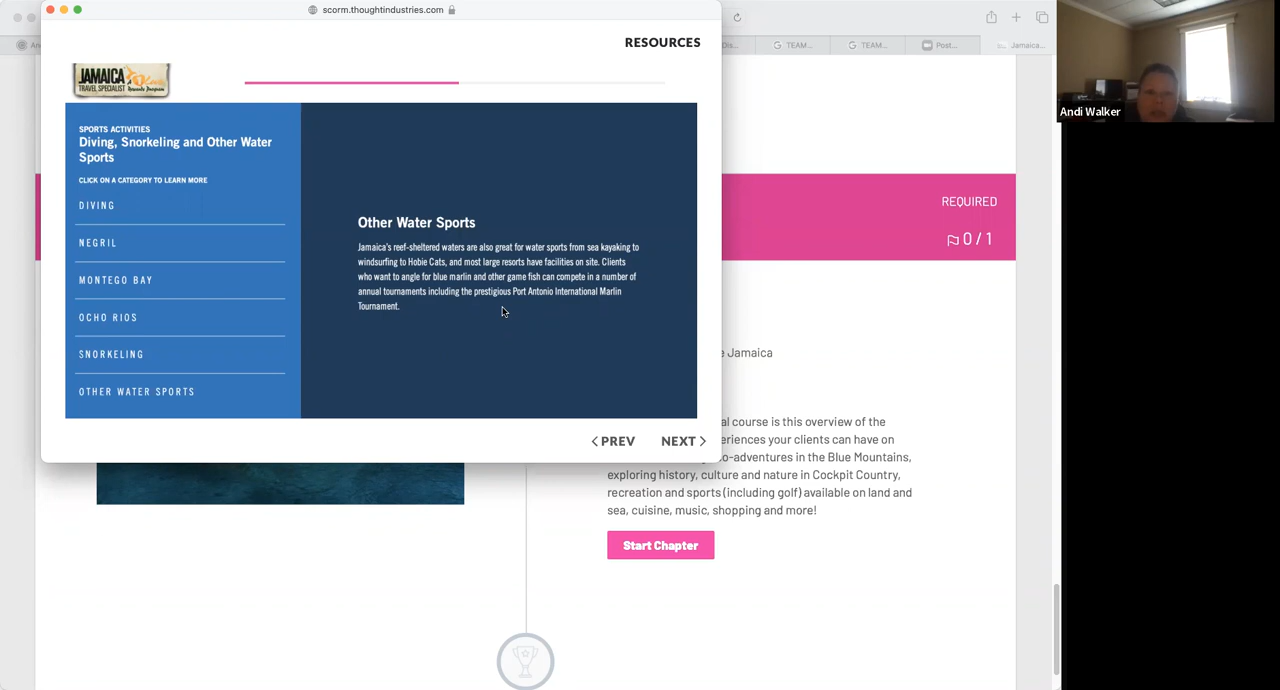 scorm.thoughtindustries.com
RESOURCES
JAMAICA
TRAVEL SPECIALIST
Rewards Program
SPORTS ACTIVITIES
Diving, Snorkeling and Other Water
Sports
CLICK ON A CATEGORY TO LEARN MORE
DIVING
NEGRIL
MONTEGO BAY
OCHO RIOS
SNORKELING
OTHER WATER SPORTS
Other Water Sports
Jamaica's reef-sheltered waters are also great for water sports from sea kayaking to
windsurfing to Hobie Cats, and most large resorts have facilities on site. Clients
who want to angle for blue marlin and other game fish can compete in a number of
annual tournaments including the prestigious Port Antonio International Marlin
Tournament.
< PREV
NEXT >
TEAM...
TEAM...
Post...
Jamaica...
Andi Walker
REQUIRED
0 / 1
Jamaica
course is this overview of the
your clients can have on
in the Blue Mountains,
exploring history, culture and nature in Cockpit Country,
recreation and sports (including golf) available on land and
sea, cuisine, music, shopping and more!
Start Chapter